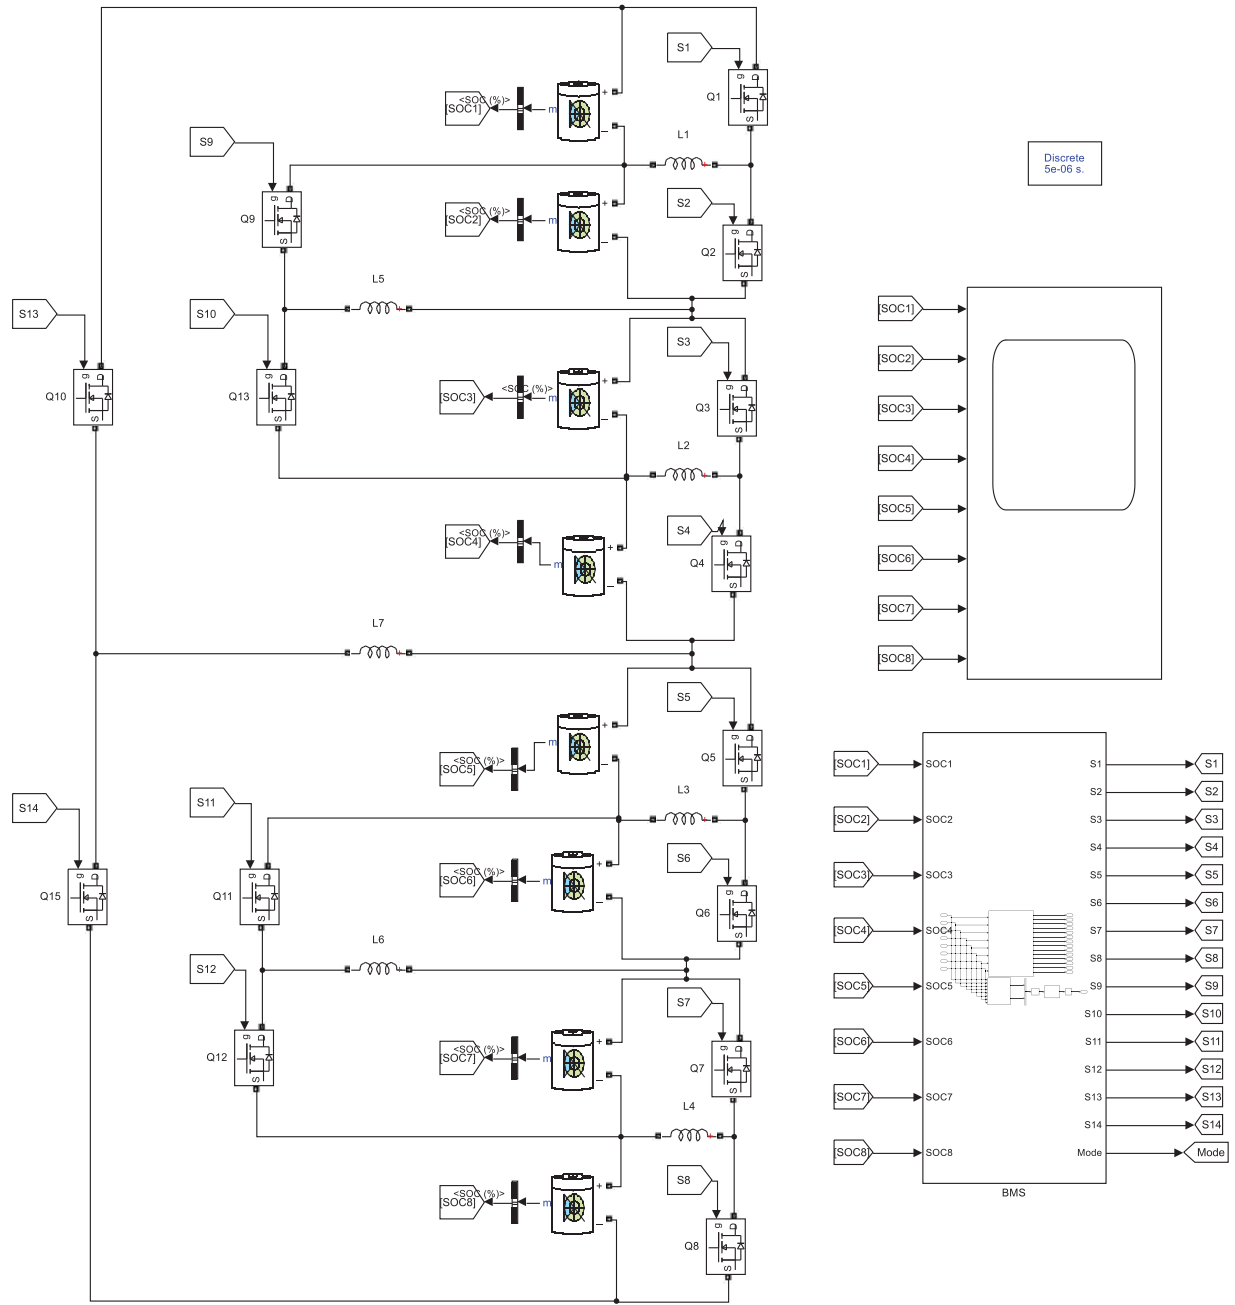 S1
g
D
Q1
S
<SOC (%)>
[SOC1]
m
+
_
L1
S9
g
D
Q9
S
S2
g
D
Q2
S
<SOC (%)>
[SOC2]
m
+
_
L5
S13
g
D
Q10
S
S10
g
D
Q13
S
S3
g
D
Q3
S
<SOC (%)>
[SOC3]
m
+
_
L2
S4
g
D
Q4
S
<SOC (%)>
[SOC4]
m
+
_
L7
S5
g
D
Q5
S
<SOC (%)>
[SOC5]
m
+
_
L3
S14
g
D
Q15
S
S11
g
D
Q11
S
S6
g
D
Q6
S
<SOC (%)>
[SOC6]
m
+
_
L6
S12
g
D
Q12
S
S7
g
D
Q7
S
<SOC (%)>
[SOC7]
m
+
_
L4
S8
g
D
Q8
S
<SOC (%)>
[SOC8]
m
+
_
Discrete
5e-06 s.
[SOC1]
[SOC2]
[SOC3]
[SOC4]
[SOC5]
[SOC6]
[SOC7]
[SOC8]
[SOC1] SOC1
[SOC2] SOC2
[SOC3] SOC3
[SOC4] SOC4
[SOC5] SOC5
[SOC6] SOC6
[SOC7] SOC7
[SOC8] SOC8
S1 S1
S2 S2
S3 S3
S4 S4
S5 S5
S6 S6
S7 S7
S8 S8
S9 S9
S10 S10
S11 S11
S12 S12
S13 S13
S14 S14
Mode Mode
BMS